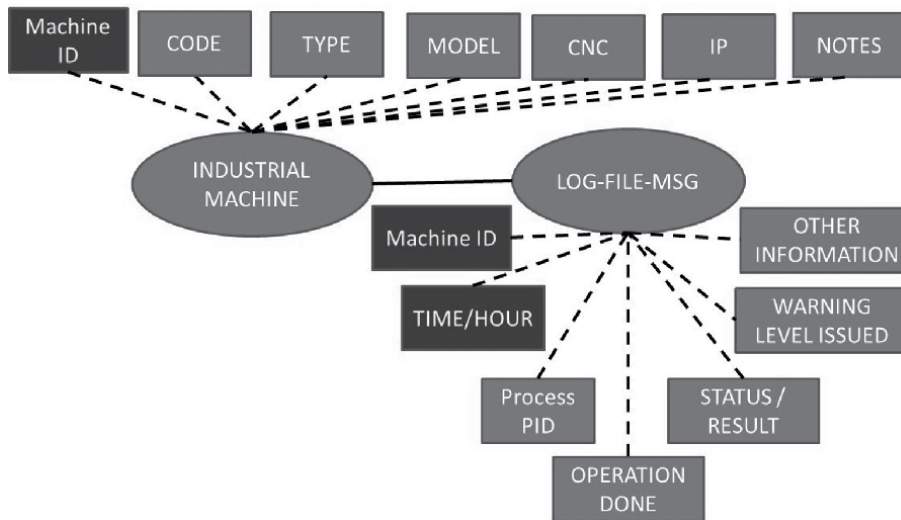 Machine
ID
CODE
TYPE
MODEL
CNC
IP
NOTES
INDUSTRIAL
MACHINE
LOG-FILE-MSG
Machine ID
OTHER
INFORMATION
TIME/HOUR
WARNING
LEVEL ISSUED
Process
PID
STATUS /
RESULT
OPERATION
DONE